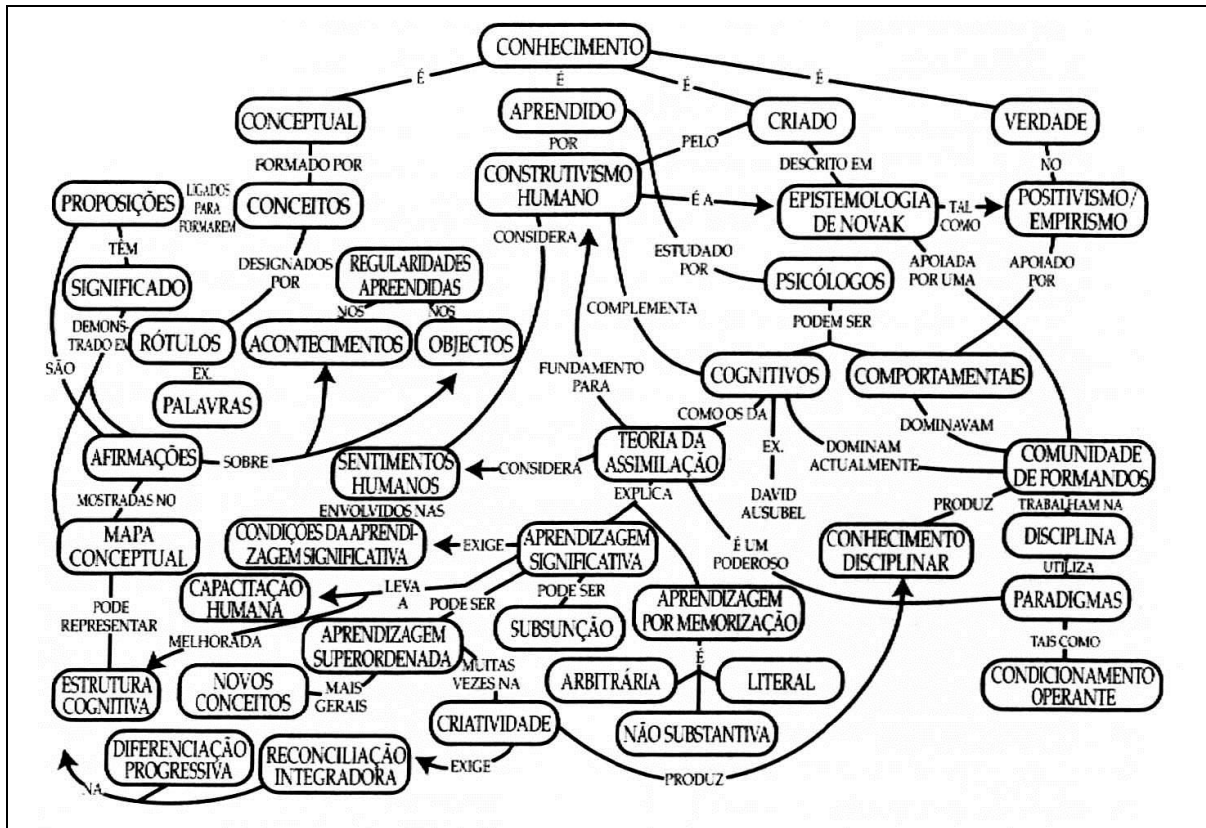 CONHECIMENTO
É
É
É
É
CONCEPTUAL
APRENDIDO
CRIADO
VERDADE
FORMADO POR
POR
PELO
DESCRITO EM
NO
PROPOSIÇÕES
LIGADOS
PARA
FORMAREM
CONCEITOS
CONSTRUTIVISMO
HUMANO
É A
EPISTEMOLOGIA
DE NOVAK
TAL
COMO
POSITIVISMO/
EMPIRISMO
TÊM
DESIGNADOS
POR
CONSIDERA
ESTUDADO
POR
APOIADA
POR UMA
APOIADO
POR
SIGNIFICADO
REGULARIDADES
APREENDIDAS
PSICÓLOGOS
DEMONS-
TRADO EM
RÓTULOS
NOS
NOS
ACONTECIMENTOS
OBJECTOS
COMPLEMENTA
PODEM SER
SÃO
EX.
PALAVRAS
FUNDAMENTO
PARA
COGNITIVOS
COMPORTAMENTAIS
AFIRMAÇÕES
SOBRE
SENTIMENTOS
HUMANOS
CONSIDERA
TEORIA DA
ASSIMILAÇÃO
COMO OS DA
EX.
DAVID
AUSUBEL
DOMINAM
ACTUALMENTE
DOMINAVAM
COMUNIDADE
DE FORMANDOS
MOSTRADAS NO
ENVOLVIDOS NAS
EXPLICA
PRODUZ
TRABALHAM NA
MAPA
CONCEPTUAL
CONDIÇÕES DA APRENDI-
ZAGEM SIGNIFICATIVA
EXIGE
APRENDIZAGEM
SIGNIFICATIVA
É UM
PODEROSO
CONHECIMENTO
DISCIPLINAR
DISCIPLINA
UTILIZA
PARADIGMAS
PODE
REPRESENTAR
CAPACITAÇÃO
HUMANA
LEVA
A
PODE SER
PODE SER
SUBSUNÇÃO
APRENDIZAGEM
POR MEMORIZAÇÃO
TAIS COMO
MELHORADA
APRENDIZAGEM
SUPERORDENADA
É
CONDICIONAMENTO
OPERANTE
ESTRUTURA
COGNITIVA
NOVOS
CONCEITOS
MAIS
GERAIS
MUITAS
VEZES NA
ARBITRÁRIA
LITERAL
CRIATIVIDADE
NÃO SUBSTANTIVA
DIFERENCIAÇÃO
PROGRESSIVA
RECONCILIAÇÃO
INTEGRADORA
EXIGE
PRODUZ
NA